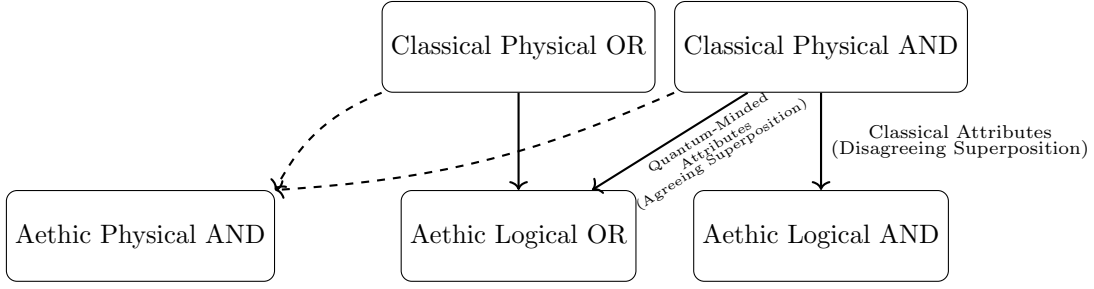 Classical Physical OR
Classical Physical AND
Quantum-Minded
Attributes
(Agreeing Superposition)
Classical Attributes
(Disagreeing Superposition)
Aethic Physical AND
Aethic Logical OR
Aethic Logical AND